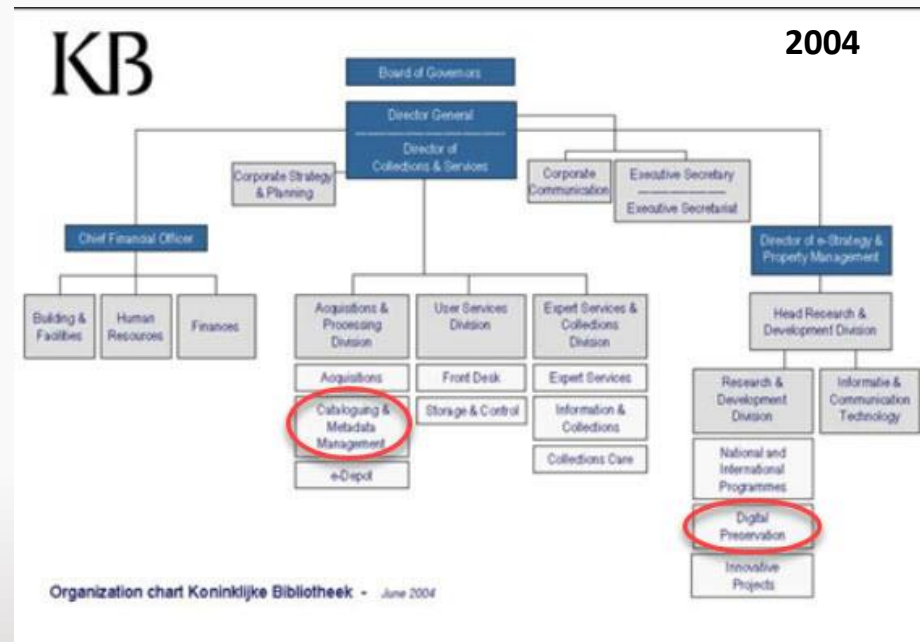 KB
2004
Board of Governors
Director General
Director of
Collections & Services
Corporate Strategy
& Planning
Corporate
Communication
Executive Secretary
Executive Secretariat
Chief Financial Officer
Director of e-Strategy &
Property Management
Building &
Facilities
Human
Resources
Finances
Acquisitions &
Processing
Division
User Services
Division
Expert Services &
Collections
Division
Head Research &
Development Division
Acquisitions
Front Desk
Expert Services
Research &
Development
Division
Informatie &
Communication
Technology
Cataloguing &
Metadata
Management
Storage & Control
Information &
Collections
e-Depot
Collections Care
National and
International
Programmes
Digital
Preservation
Innovative
Projects
Organization chart Koninklijke Bibliotheek - June 2004